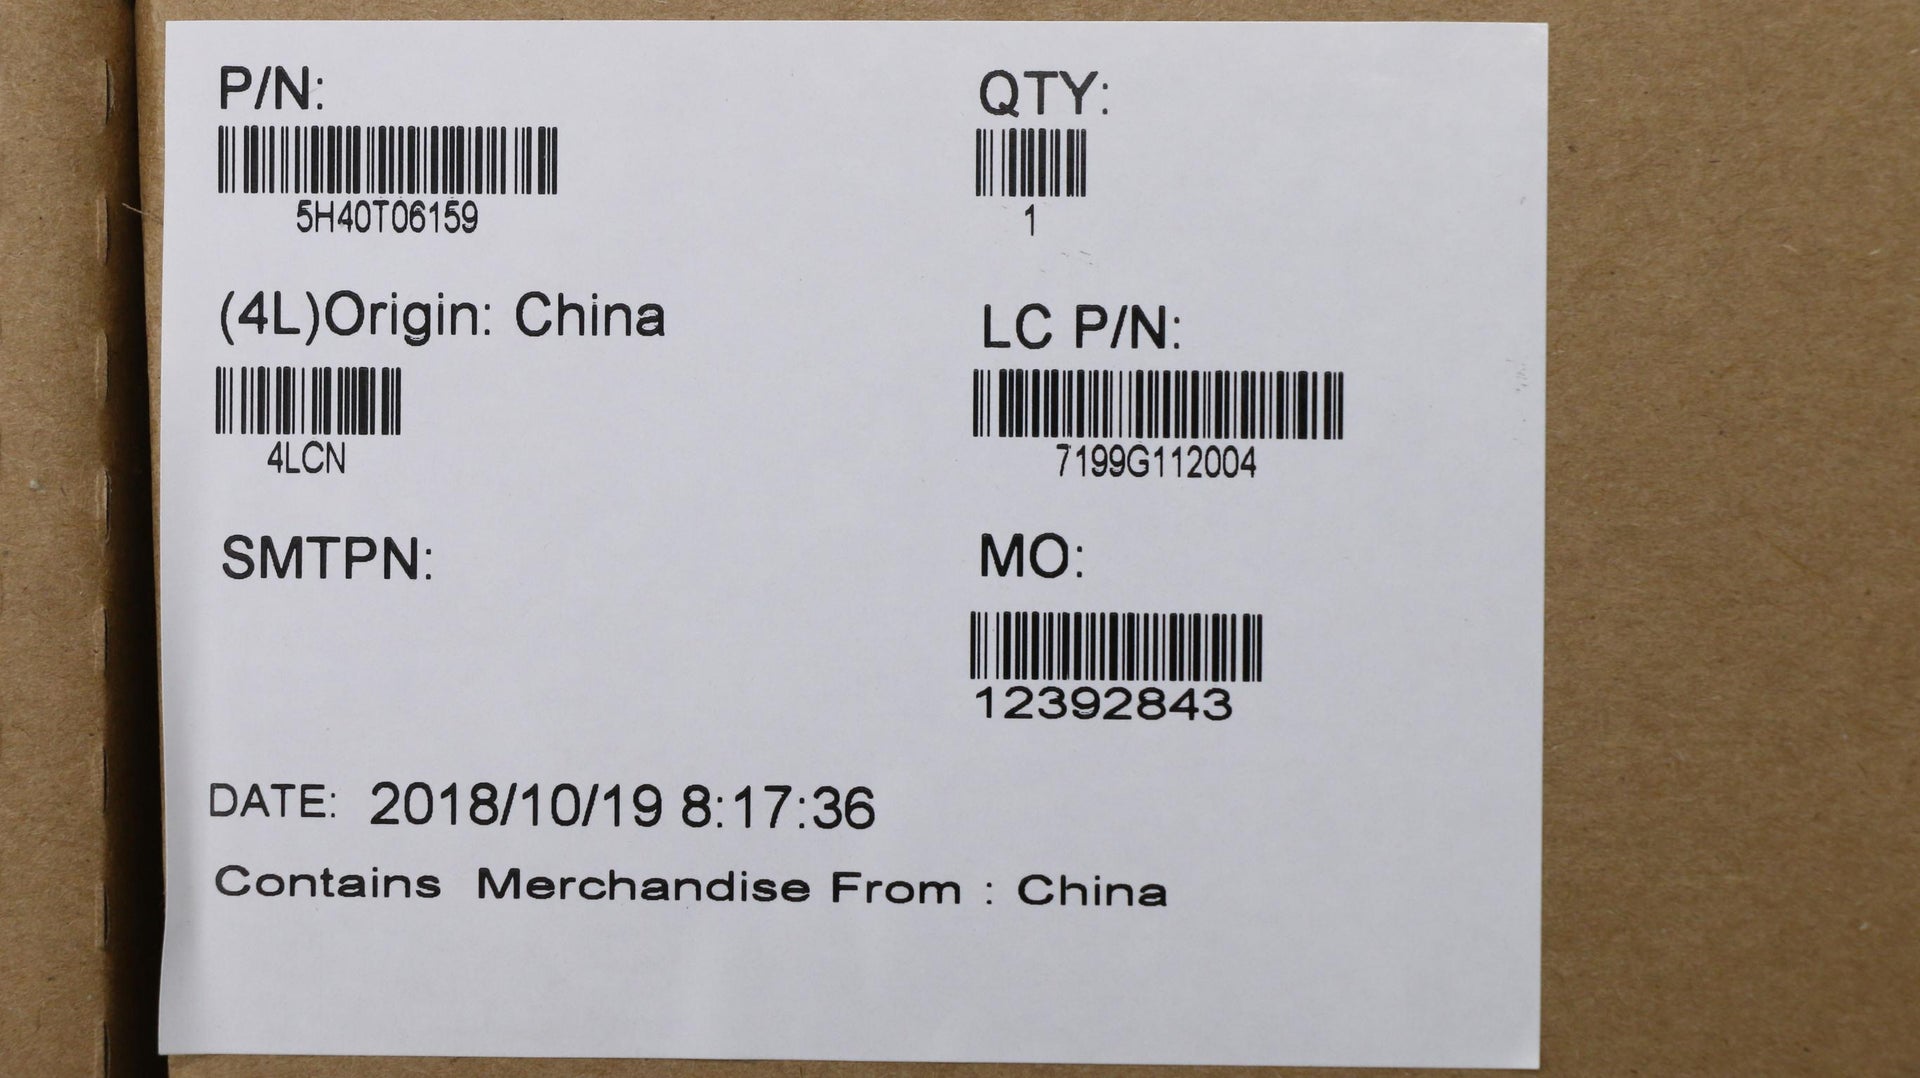 P/N:
5H40T06159
QTY:
1
(4L)Origin: China
4LCN
LC P/N:
7199G112004
SMTPN:
MO:
12392843
DATE: 2018/10/19 8:17:36
Contains Merchandise From : China